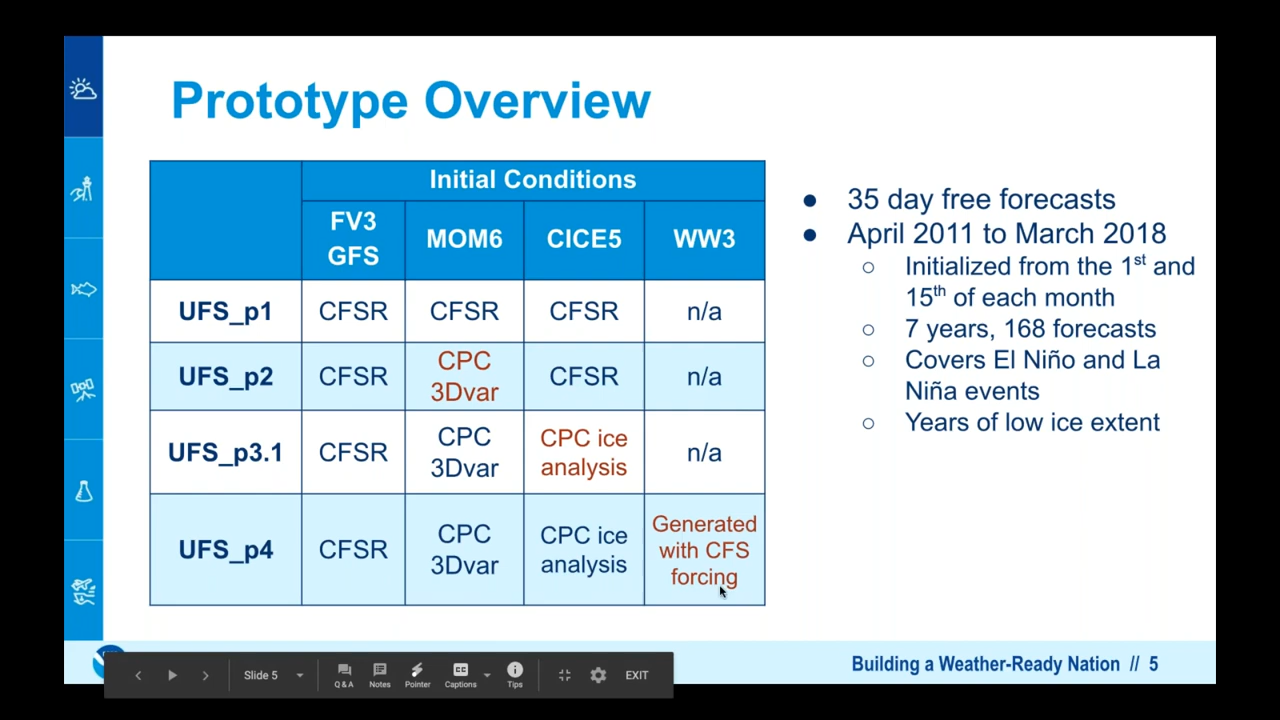 Prototype Overview
Initial Conditions
FV3
GFS
MOM6
CICE5
WW3
UFS_p1
CFSR
CFSR
CFSR
n/a
UFS_p2
CFSR
CPC
3Dvar
CFSR
n/a
UFS_p3.1
CFSR
CPC
3Dvar
CPC ice
analysis
n/a
UFS_p4
CFSR
CPC
3Dvar
CPC ice
analysis
Generated
with CFS
forcing
● 35 day free forecasts
● April 2011 to March 2018
○ Initialized from the 1st and
15th of each month
○ 7 years, 168 forecasts
○ Covers El Niño and La
Niña events
○ Years of low ice extent
Building a Weather-Ready Nation // 5
Slide 5
Q & A
Notes
Pointer
Captions
Tips
EXIT